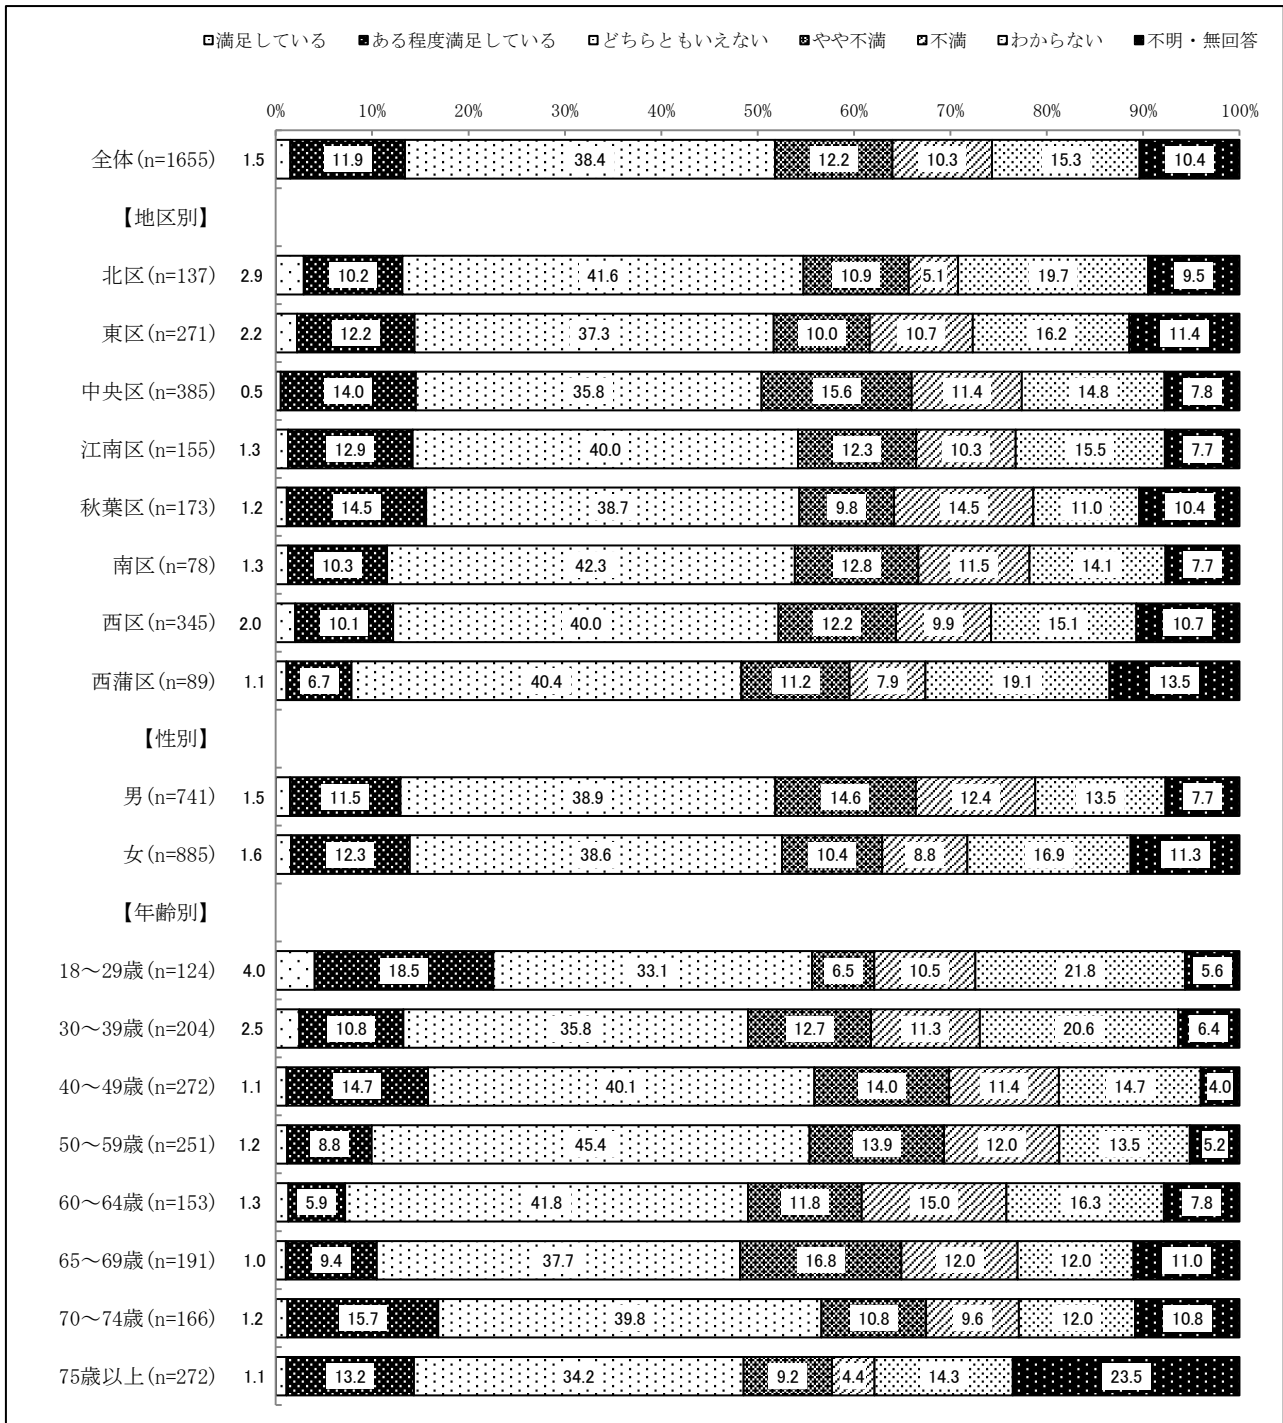 満足している ある程度満足している どちらともいえない やや不満 不満 わからない 不明・無回答
0% 10% 20% 30% 40% 50% 60% 70% 80% 90% 100%
全体(n=1655) 1.5 11.9 38.4 12.2 10.3 15.3 10.4
【地区別】
北区(n=137) 2.9 10.2 41.6 10.9 5.1 19.7 9.5
東区(n=271) 2.2 12.2 37.3 10.0 10.7 16.2 11.4
中央区(n=385) 0.5 14.0 35.8 15.6 11.4 14.8 7.8
江南区(n=155) 1.3 12.9 40.0 12.3 10.3 15.5 7.7
秋葉区(n=173) 1.2 14.5 38.7 9.8 14.5 11.0 10.4
南区(n=78) 1.3 10.3 42.3 12.8 11.5 14.1 7.7
西区(n=345) 2.0 10.1 40.0 12.2 9.9 15.1 10.7
西蒲区(n=89) 1.1 6.7 40.4 11.2 7.9 19.1 13.5
【性別】
男(n=741) 1.5 11.5 38.9 14.6 12.4 13.5 7.7
女(n=885) 1.6 12.3 38.6 10.4 8.8 16.9 11.3
【年齢別】
18～29歳(n=124) 4.0 18.5 33.1 6.5 10.5 21.8 5.6
30～39歳(n=204) 2.5 10.8 35.8 12.7 11.3 20.6 6.4
40～49歳(n=272) 1.1 14.7 40.1 14.0 11.4 14.7 4.0
50～59歳(n=251) 1.2 8.8 45.4 13.9 12.0 13.5 5.2
60～64歳(n=153) 1.3 5.9 41.8 11.8 15.0 16.3 7.8
65～69歳(n=191) 1.0 9.4 37.7 16.8 12.0 12.0 11.0
70～74歳(n=166) 1.2 15.7 39.8 10.8 9.6 12.0 10.8
75歳以上(n=272) 1.1 13.2 34.2 9.2 4.4 14.3 23.5